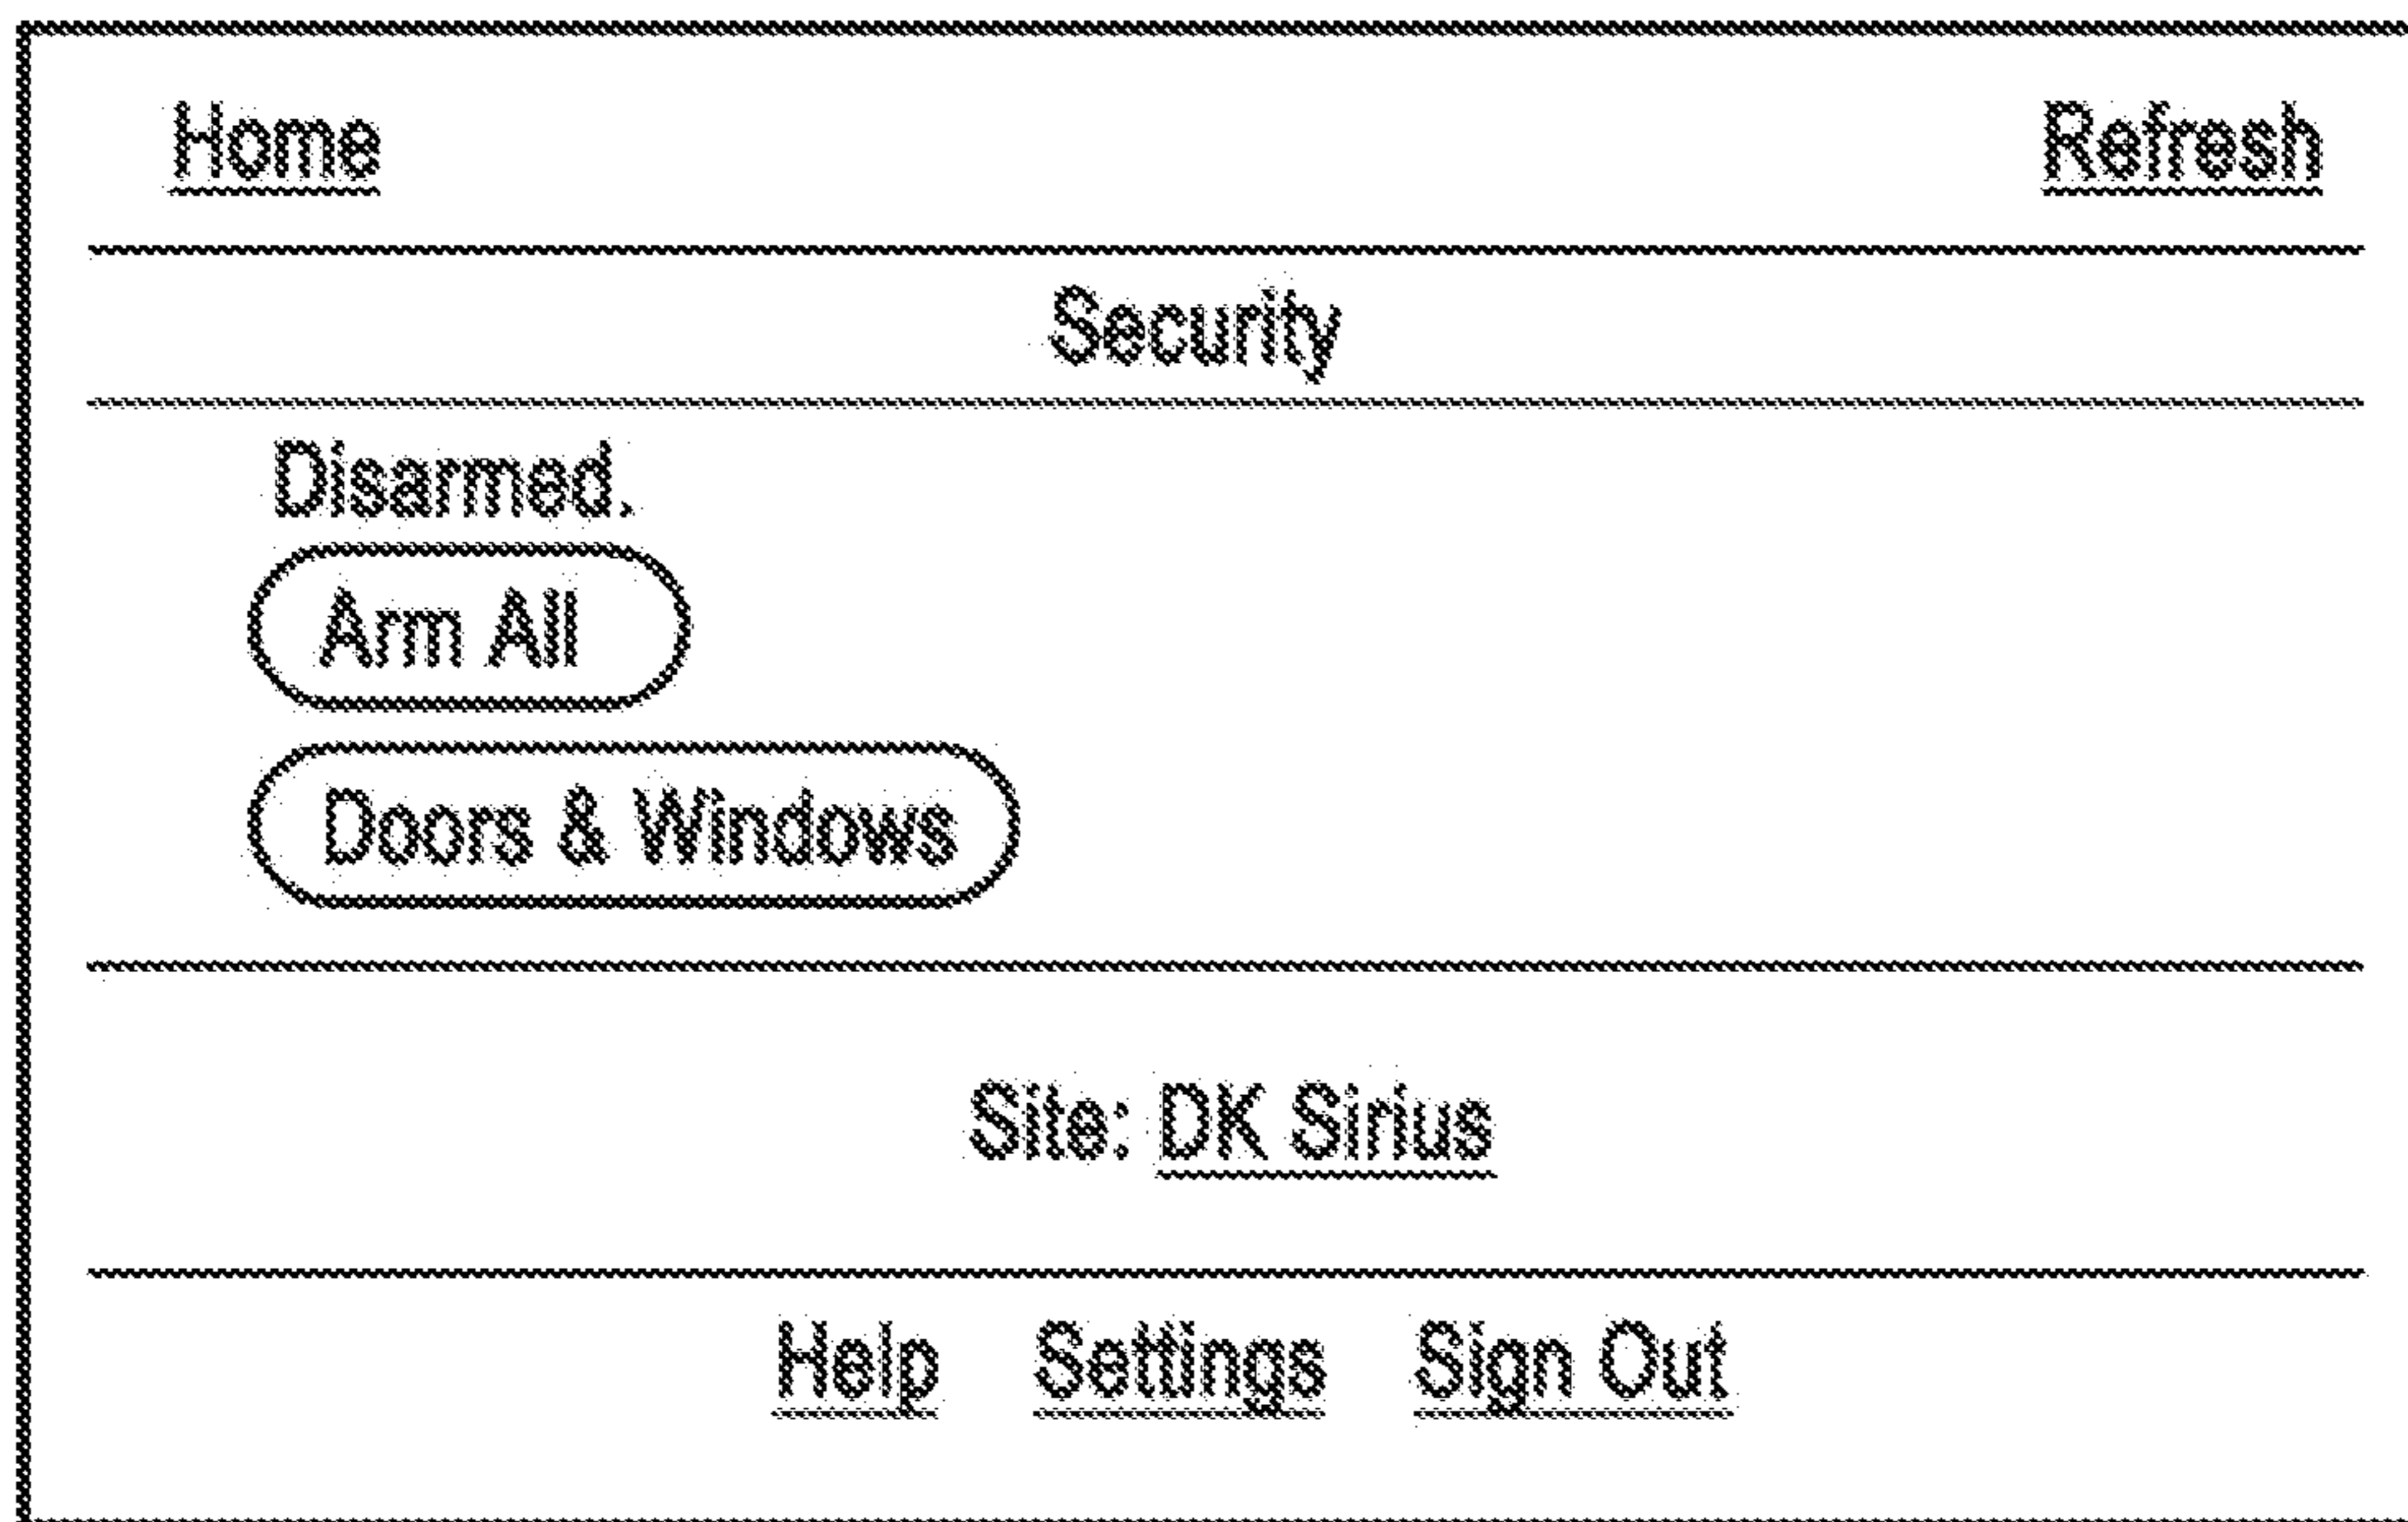 Home Refresh
Security
Disarmed.
Arm All
Doors & Windows
Site: DK Sirius
Help Settings Sign Out